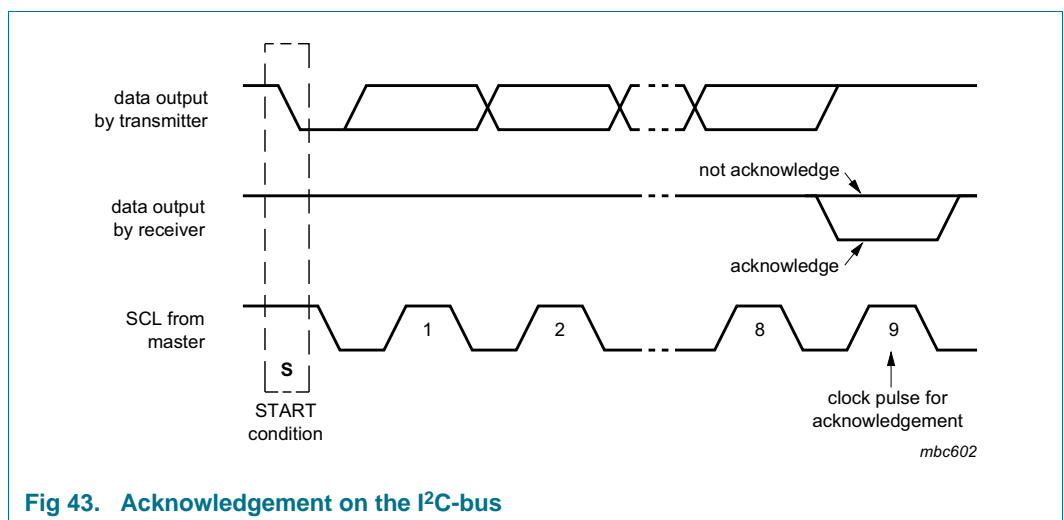 data output
by transmitter
not acknowledge
data output
by receiver
acknowledge
SCL from
master
1
2
8
9
S
START
condition
clock pulse for
acknowledgement
mbc602
Fig 43. Acknowledgement on the I²C-bus